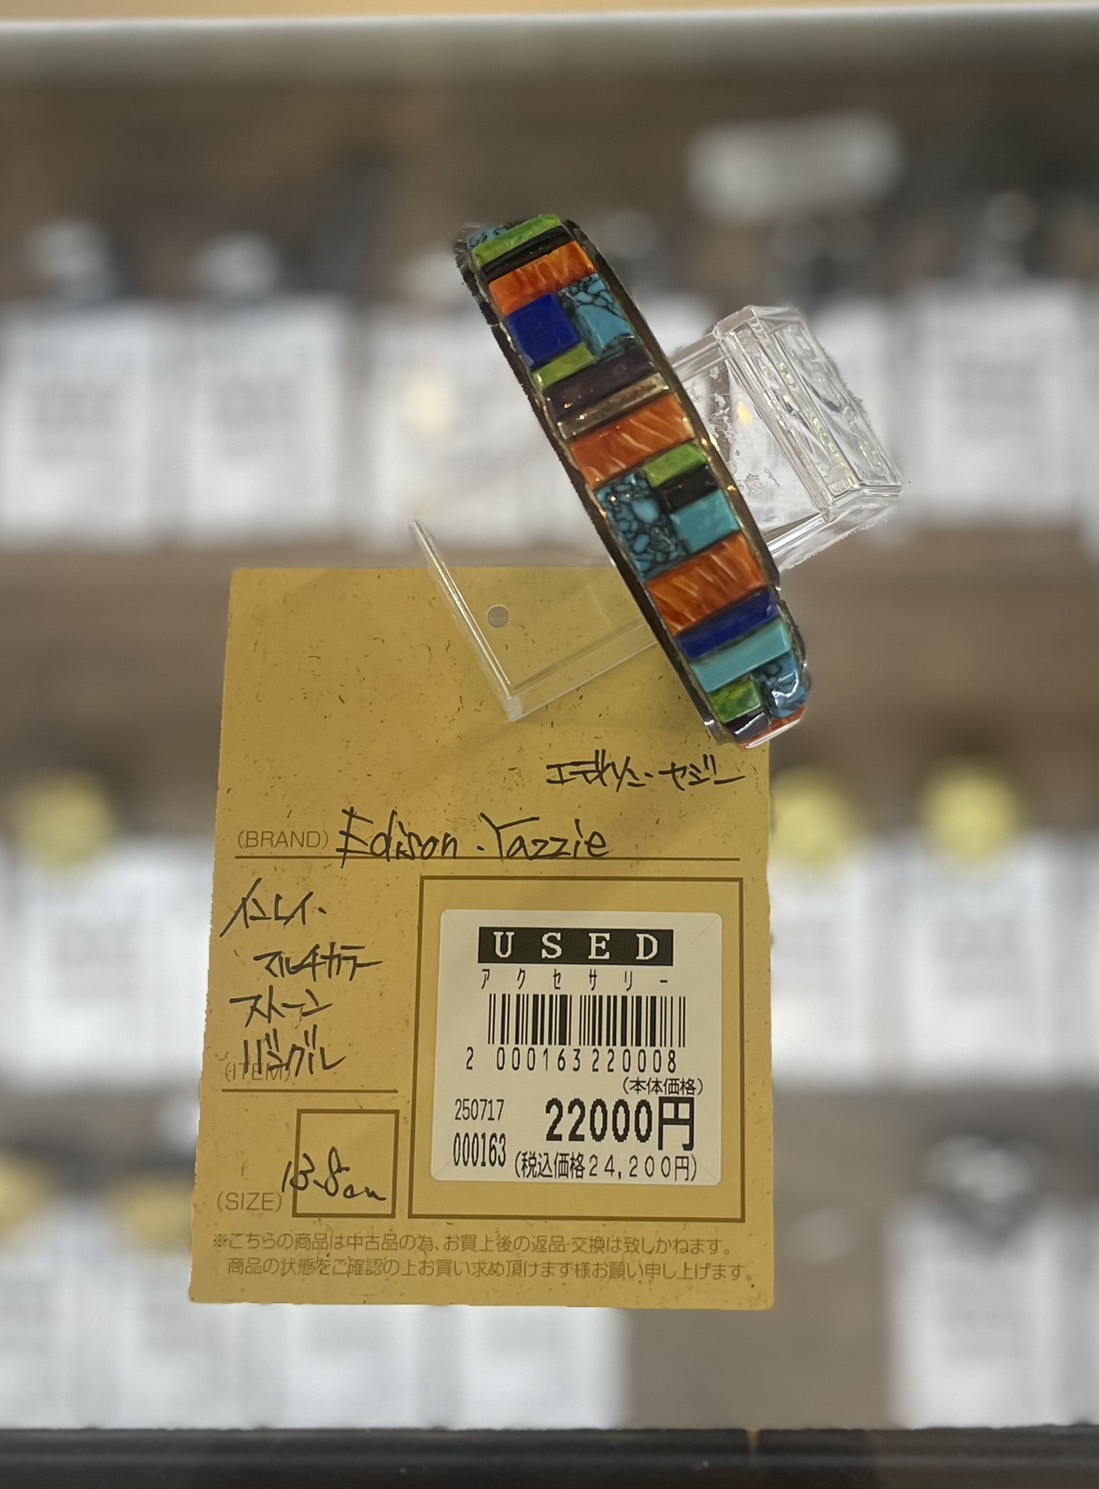 エディソン・ヤジー
(BRAND) Edison.Yazzie
インレイ・
マルチカラー
ストーン
バングル
(ITEM)
USED
アクセサリー
2 000163 220008
(本体価格)
250717
22000円
000163
(税込価格24,200円)
(SIZE) 13.8cm
※こちらの商品は中古品の為、お買上後の返品·交換は致しかねます。
商品の状態をご確認の上お買い求め頂けます様お願い申し上げます。